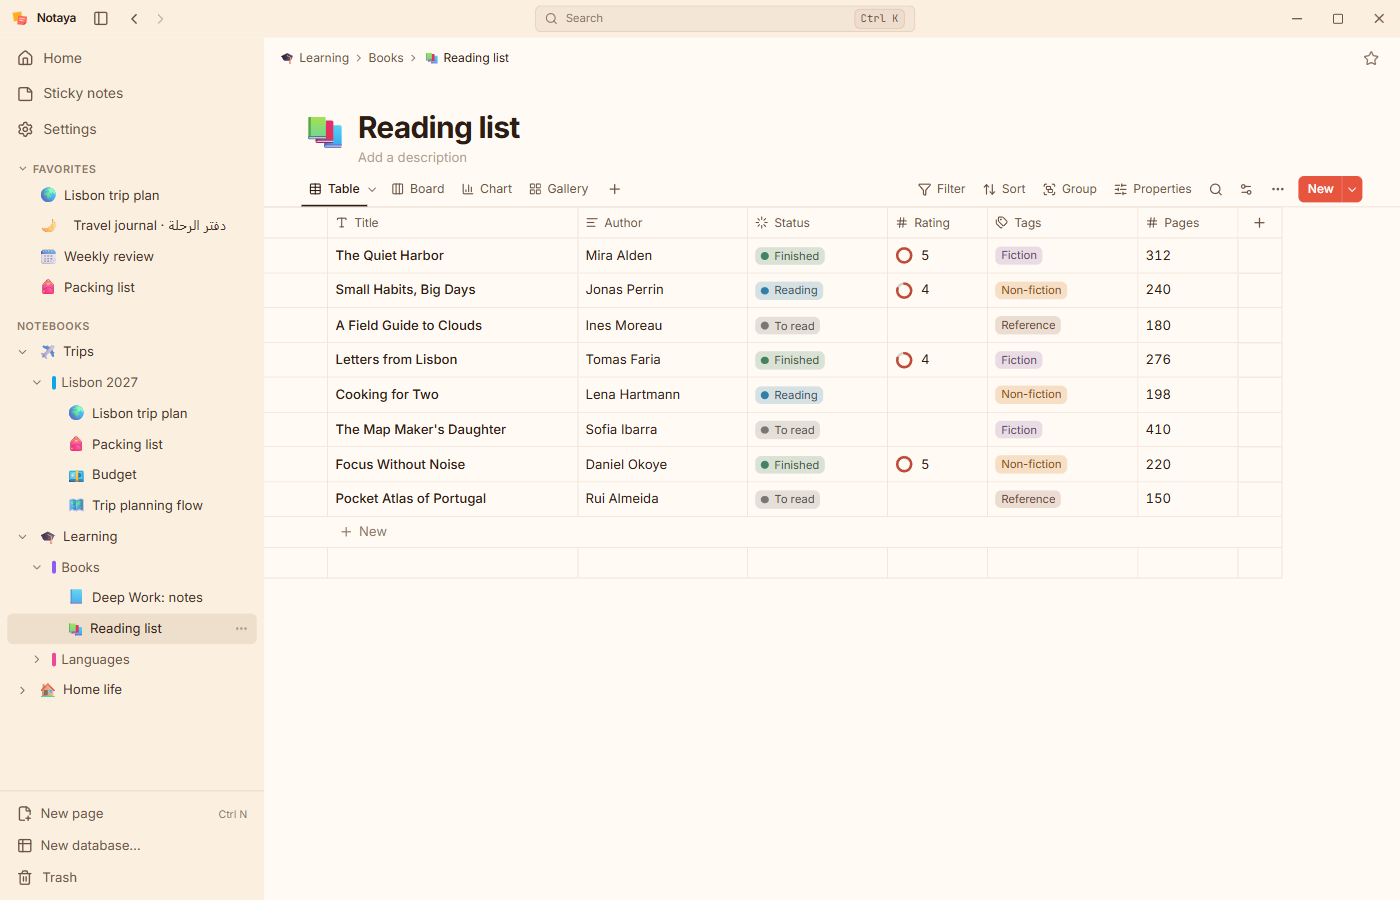 Notaya
Search
Ctrl K
Home
Sticky notes
Settings
FAVORITES
Lisbon trip plan
Travel journal · دفتر الرحلة
Weekly review
Packing list
NOTEBOOKS
Trips
Lisbon 2027
Lisbon trip plan
Packing list
Budget
Trip planning flow
Learning
Books
Deep Work: notes
Reading list
Languages
Home life
New page Ctrl N
New database...
Trash
Learning > Books > Reading list
Reading list
Add a description
Table Board Chart Gallery
Filter Sort Group Properties New
Title Author Status Rating Tags Pages
The Quiet Harbor Mira Alden Finished 5 Fiction 312
Small Habits, Big Days Jonas Perrin Reading 4 Non-fiction 240
A Field Guide to Clouds Ines Moreau To read Reference 180
Letters from Lisbon Tomas Faria Finished 4 Fiction 276
Cooking for Two Lena Hartmann Reading Non-fiction 198
The Map Maker's Daughter Sofia Ibarra To read Fiction 410
Focus Without Noise Daniel Okoye Finished 5 Non-fiction 220
Pocket Atlas of Portugal Rui Almeida To read Reference 150
New